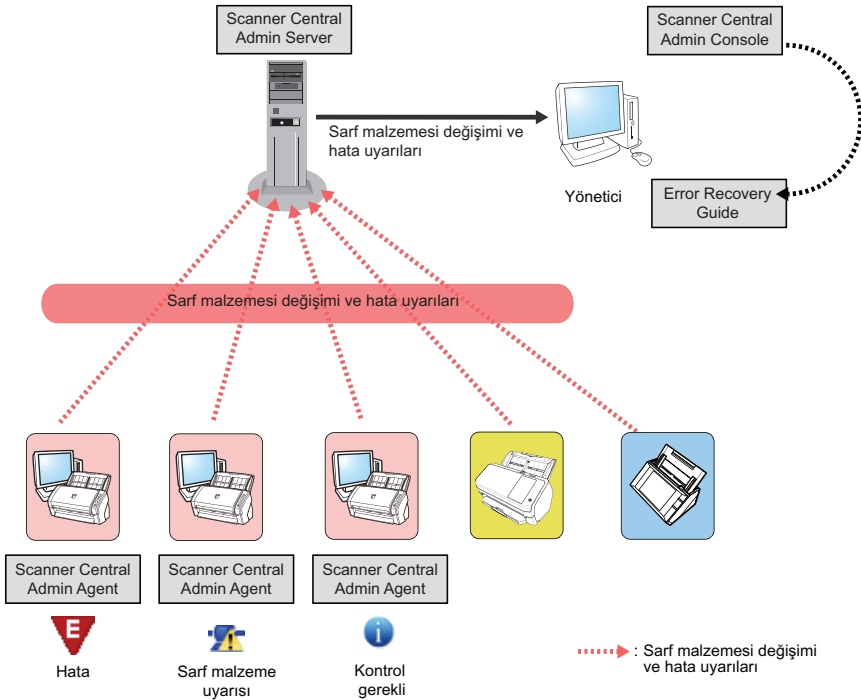 Scanner Central
Admin Server
Scanner Central
Admin Console
Sarf malzemesi değişimi ve
hata uyarıları
Yönetici
Error Recovery
Guide
Sarf malzemesi değişimi ve hata uyarıları
Scanner Central
Admin Agent
Scanner Central
Admin Agent
Scanner Central
Admin Agent
E
i
Hata
Sarf malzeme
uyarısı
Kontrol
gerekli
: Sarf malzemesi değişimi
ve hata uyarıları